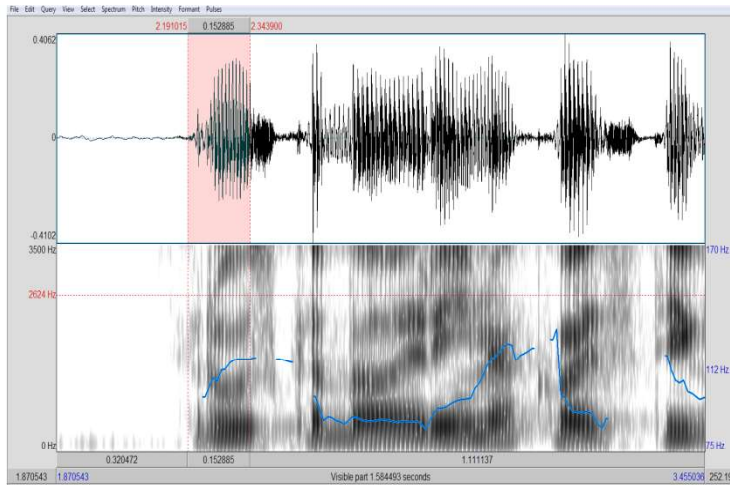 File Edit Query View Select Spectrum Pitch Intensity Formant Pulses
2.191015 0.152885 2.343900
0.4062
0
-0.4102
3500 Hz 170 Hz
2624 Hz
112 Hz
0 Hz 75 Hz
0.320472 0.152885 1.111137
1.870543 1.870543 Visible part 1.584493 seconds 3.455036 252.19